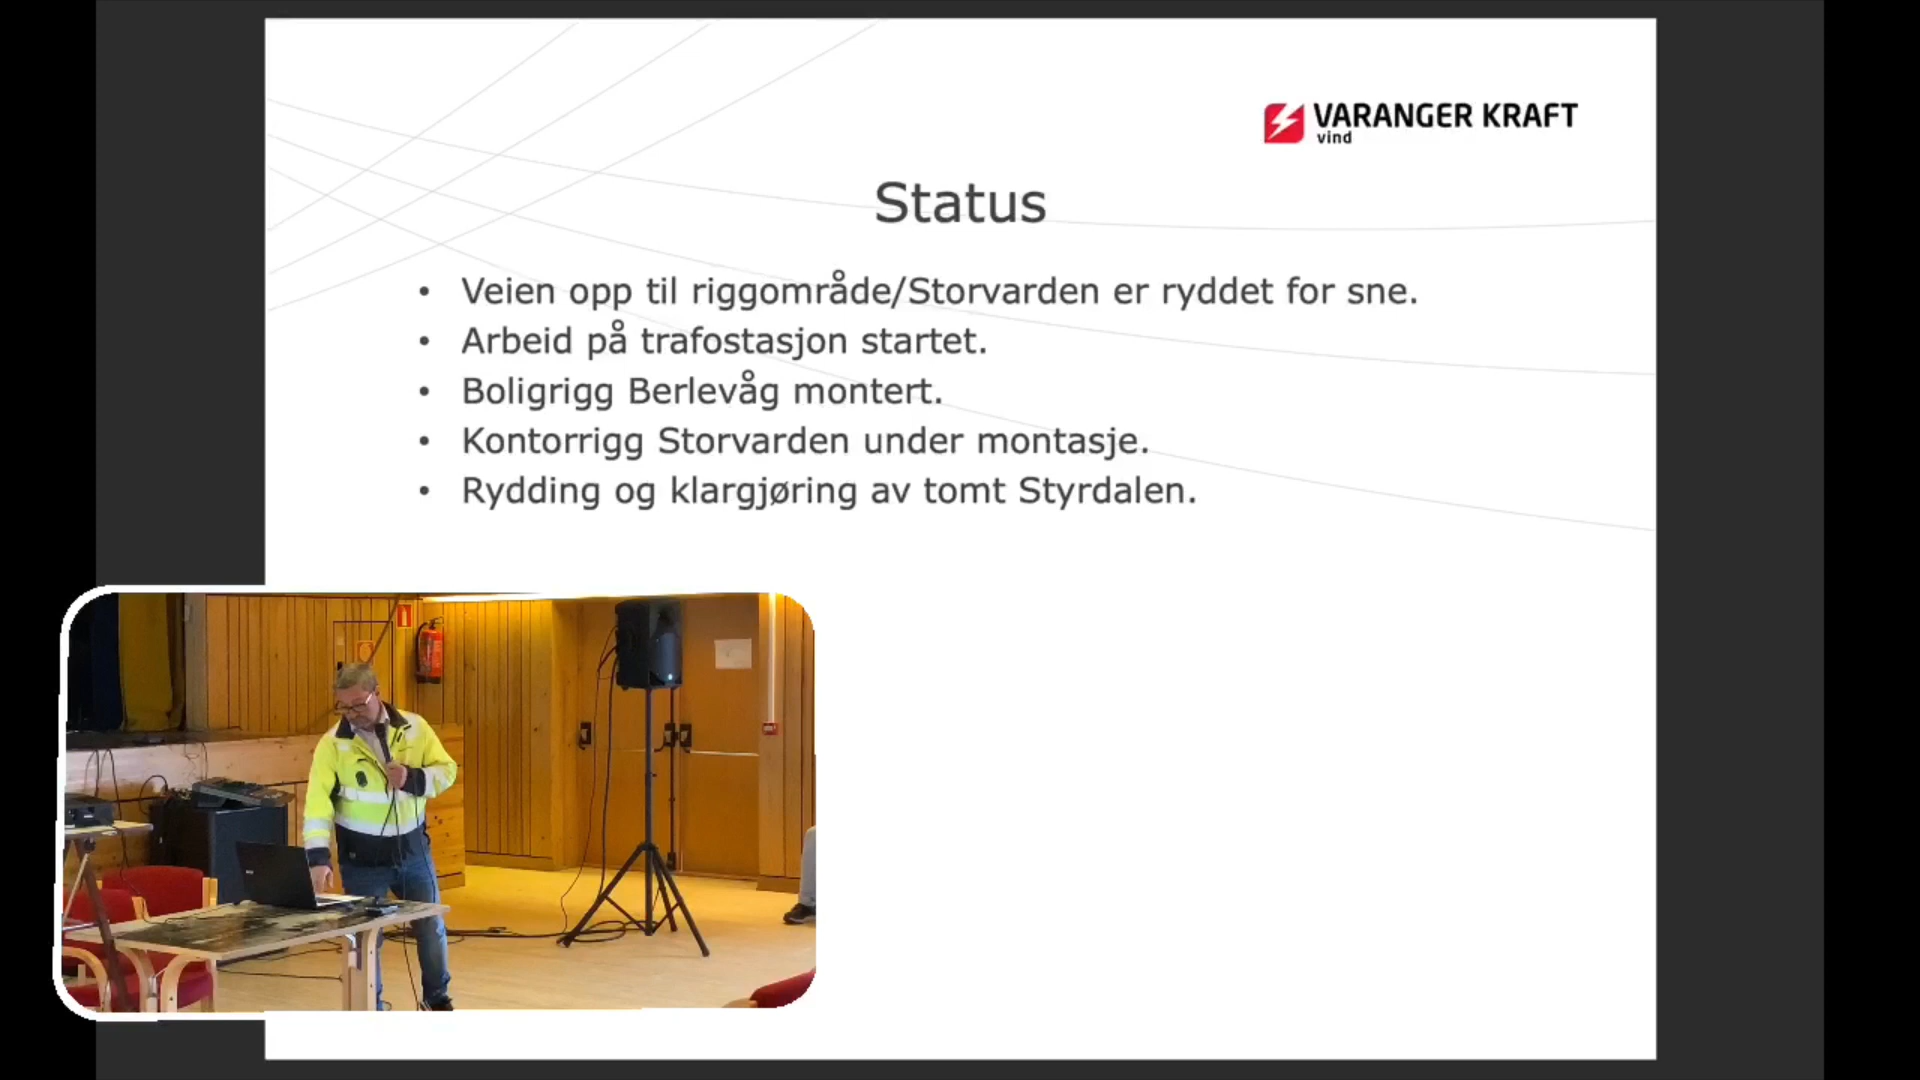 VARANGER KRAFT
vind
Status
• Veien opp til riggområde/Storvarden er ryddet for sne.
• Arbeid på trafostasjon startet.
• Boligrigg Berlevåg montert.
• Kontorrigg Storvarden under montasje.
• Rydding og klargjøring av tomt Styrdalen.